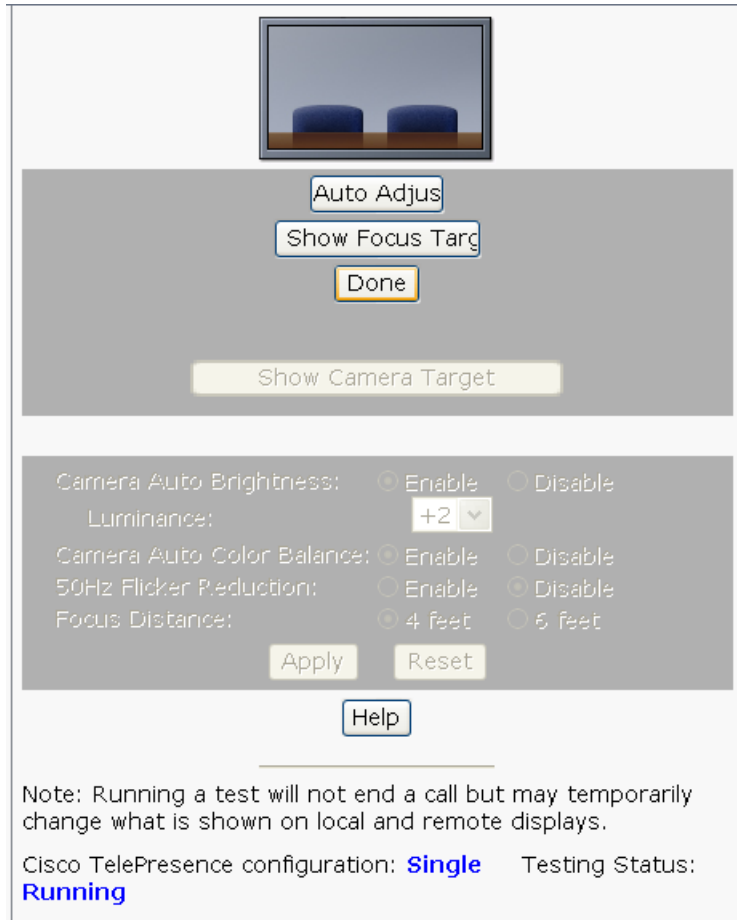 Auto Adjus
Show Focus Targ
Done
Show Camera Target
Camera Auto Brightness: Enable Disable
Luminance: +2
Camera Auto Color Balance: Enable Disable
50Hz Flicker Reduction: Enable Disable
Focus Distance: 4 feet 6 feet
Apply Reset
Help
Note: Running a test will not end a call but may temporarily
change what is shown on local and remote displays.
Cisco TelePresence configuration: Single Testing Status:
Running